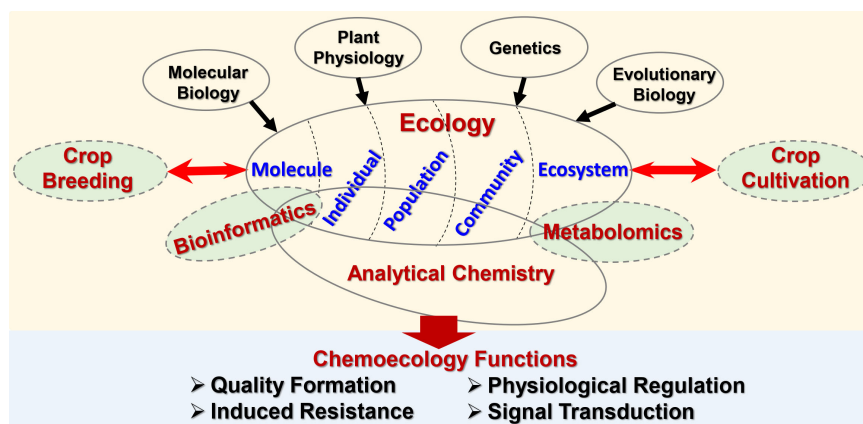 Molecular
Biology
Plant
Physiology
Genetics
Evolutionary
Biology
Ecology
Crop
Breeding
Molecule
Individual
Population
Community
Ecosystem
Crop
Cultivation
Bioinformatics
Metabolomics
Analytical Chemistry
Chemoecology Functions
➢ Quality Formation
➢ Physiological Regulation
➢ Induced Resistance
➢ Signal Transduction